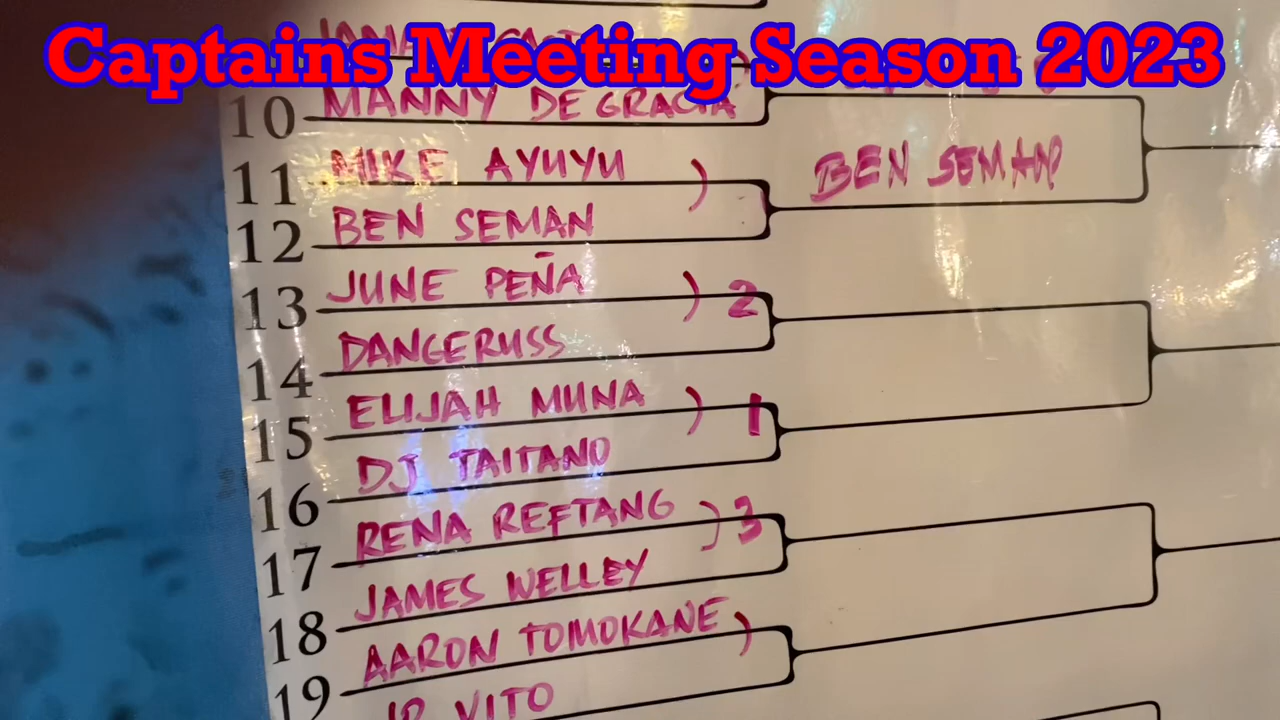 Captains Meeting Season 2023
10 MANNY DE GRACIA
11 MIKE AYUYU )
BEN SEMAN
12 BEN SEMAN
13 JUNE PEÑA ) 2
14 DANGERUSS
15 ELIJAH MUNA ) 1
16 DJ TAITANO
17 RENA REFTANG ) 3
18 JAMES WELLEY
19 AARON TOMOKANE )
VITO